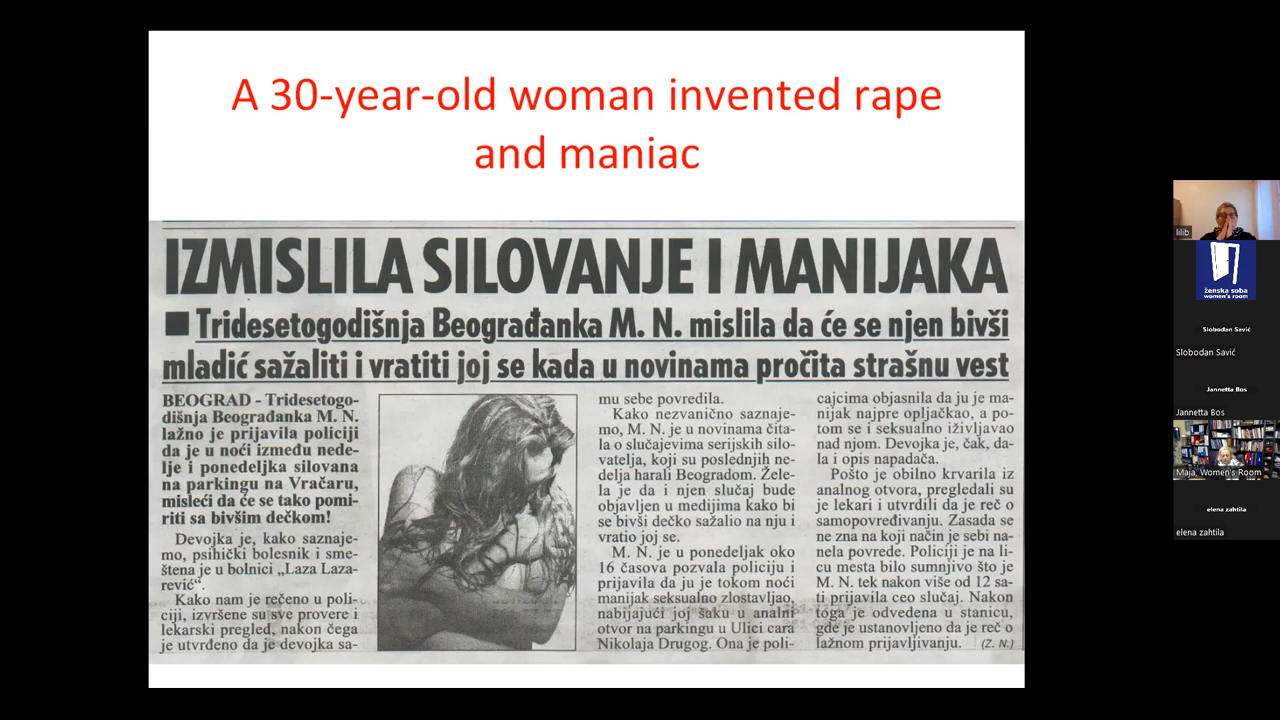 A 30-year-old woman invented rape
and maniac
IZMISLILA SILOVANJE I MANIJAKA
■ Tridesetogodišnja Beograđanka M. N. mislila da će se njen bivši
mladić sažaliti i vratiti joj se kada u novinama pročita strašnu vest
BEOGRAD - Tridesetogo-
dišnja Beograđanka M. N.
lažno je prijavila policiji
da je u noći između nede-
lje i ponedeljka silovana
na parkingu na Vračaru,
misleći da će se tako pomi-
riti sa bivšim dečkom!
Devojka je, kako saznaje-
mo, psihički bolesnik i sme-
štena je u bolnici „Laza Laza-
rević“.
Kako nam je rečeno u poli-
ciji, izvršene su sve provere i
lekarski pregled, nakon čega
je utvrđeno da je devojka sa-
mu sebe povredila.
Kako nezvanično saznaje-
mo, M. N. je u novinama čita-
la o slučajevima serijskih silo-
vatelja, koji su poslednjih ne-
delja harali Beogradom. Žele-
la je da i njen slučaj bude
objavljen u medijima kako bi
se bivši dečko sažalio na nju i
vratio joj se.
M. N. je u ponedeljak oko
16 časova pozvala policiju i
prijavila da ju je tokom noći
manijak seksualno zlostavljao,
nabijajući joj šaku u analni
otvor na parkingu u Ulici cara
Nikolaja Drugog. Ona je poli-
cajcima objasnila da ju je ma-
nijak najpre opljačkao, a po-
tom se i seksualno iživljavao
nad njom. Devojka je, čak, da-
la i opis napadača.
Pošto je obilno krvarila iz
analnog otvora, pregledali su
je lekari i utvrdili da je reč o
samopovređivanju. Zasada se
ne zna na koji način je sebi na-
nela povrede. Policiji je na li-
cu mesta bilo sumnjivo što je
M. N. tek nakon više od 12 sa-
ti prijavila ceo slučaj. Nakon
toga je odvedena u stanicu,
gde je ustanovljeno da je reč o
lažnom prijavljivanju. (Z. N.)
lilib
ženska soba
women's room
Slobodan Savić
Slobodan Savić
Jannetta Bos
Jannetta Bos
Maja, Women's Room
elena zahtila
elena zahtila